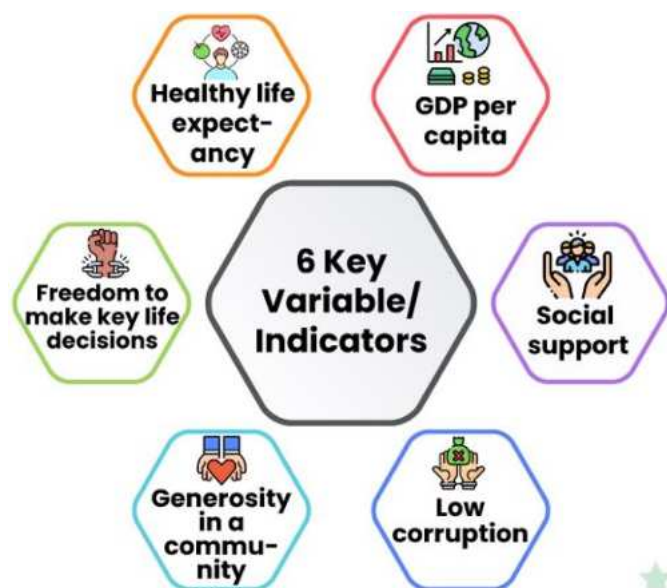 Healthy life
expect-
ancy
GDP per
capita
Freedom to
make key life
decisions
6 Key
Variable/
Indicators
Social
support
Generosity
in a
commu-
nity
Low
corruption